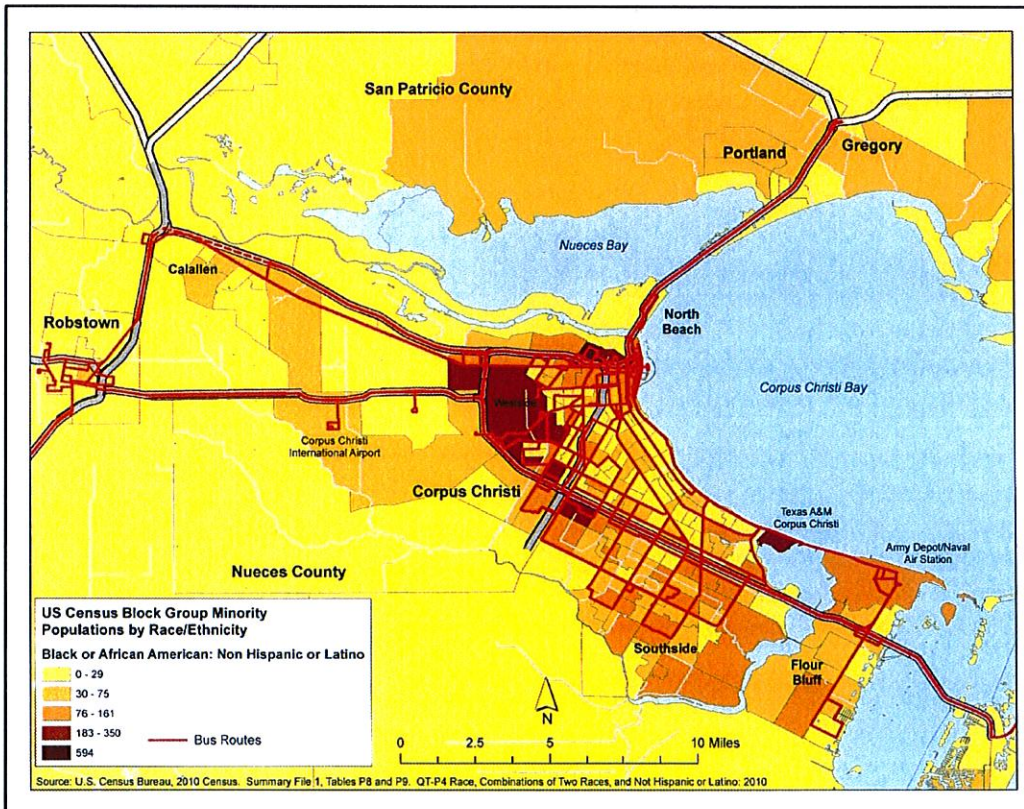 San Patricio County
Portland
Gregory
Nueces Bay
Calallen
Robstown
North
Beach
Corpus Christi Bay
Westside
Corpus Christi
International Airport
Corpus Christi
Texas A&M
Corpus Christi
Army Depot/Naval
Air Station
Nueces County
Southside
Flour
Bluff
US Census Block Group Minority
Populations by Race/Ethnicity
Black or African American: Non Hispanic or Latino
0 - 29
30 - 75
76 - 161
183 - 350
594
Bus Routes
N
0 2.5 5 10 Miles
Source: U.S. Census Bureau, 2010 Census. Summary File 1, Tables P8 and P9. QT-P4 Race, Combinations of Two Races, and Not Hispanic or Latino: 2010